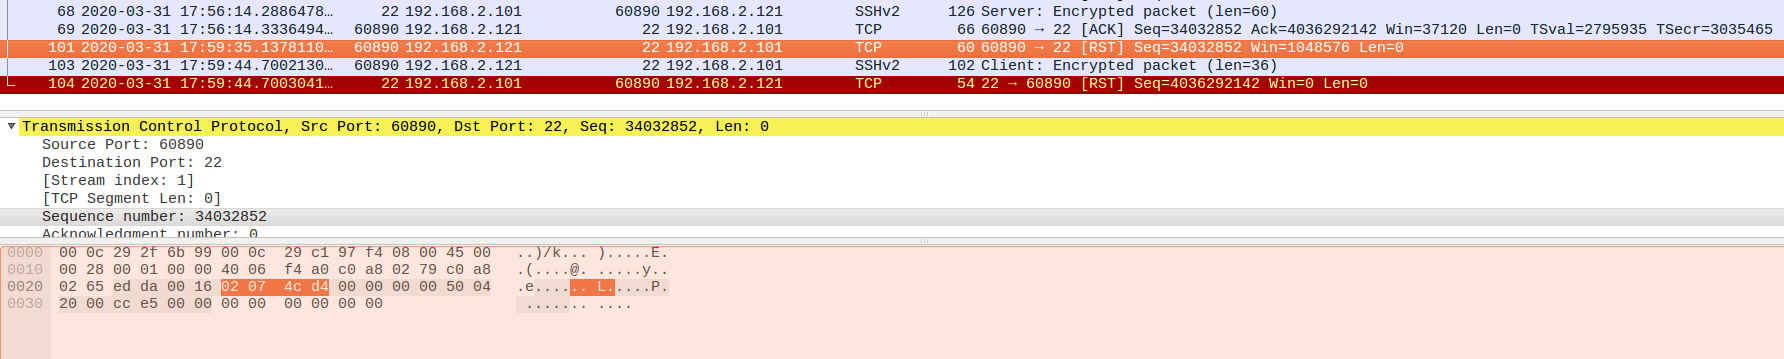 68 2020-03-31 17:56:14.2886478… 22 192.168.2.101 60890 192.168.2.121 SSHv2 126 Server: Encrypted packet (len=60)
69 2020-03-31 17:56:14.3336494… 60890 192.168.2.121 22 192.168.2.101 TCP 66 60890 → 22 [ACK] Seq=34032852 Ack=4036292142 Win=37120 Len=0 TSval=2795935 TSecr=3035465
101 2020-03-31 17:59:35.1378110… 60890 192.168.2.121 22 192.168.2.101 TCP 60 60890 → 22 [RST] Seq=34032852 Win=1048576 Len=0
103 2020-03-31 17:59:44.7002130… 60890 192.168.2.121 22 192.168.2.101 SSHv2 102 Client: Encrypted packet (len=36)
104 2020-03-31 17:59:44.7003041… 22 192.168.2.101 60890 192.168.2.121 TCP 54 22 → 60890 [RST] Seq=4036292142 Win=0 Len=0
Transmission Control Protocol, Src Port: 60890, Dst Port: 22, Seq: 34032852, Len: 0
Source Port: 60890
Destination Port: 22
[Stream index: 1]
[TCP Segment Len: 0]
Sequence number: 34032852
Acknowledgment number: 0
0000 00 0c 29 2f 6b 99 00 0c 29 c1 97 f4 08 00 45 00 ..)/k... ).....E.
0010 00 28 00 01 00 00 40 06 f4 a0 c0 a8 02 79 c0 a8 .(....@. .....y..
0020 02 65 ed da 00 16 02 07 4c d4 00 00 00 00 50 04 .e...... L.....P.
0030 20 00 cc e5 00 00 00 00 00 00 00 00 ....... ....